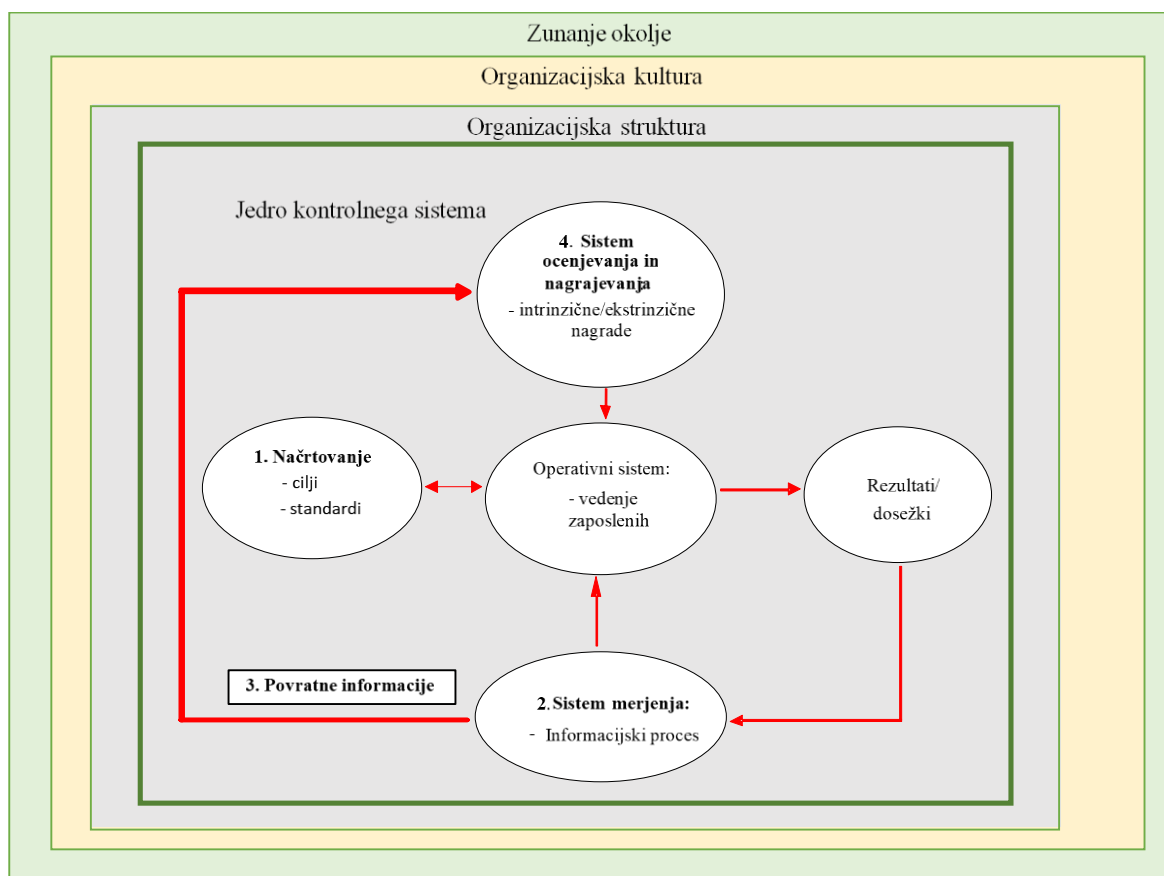 Zunanje okolje
Organizacijska kultura
Organizacijska struktura
Jedro kontrolnega sistema
4. Sistem
ocenjevanja in
nagrajevanja
- intrinzične/ekstrinzične
nagrade
1. Načrtovanje
- cilji
- standardi
Operativni sistem:
- vedenje
zaposlenih
Rezultati/
dosežki
3. Povratne informacije
2. Sistem merjenja:
- Informacijski proces